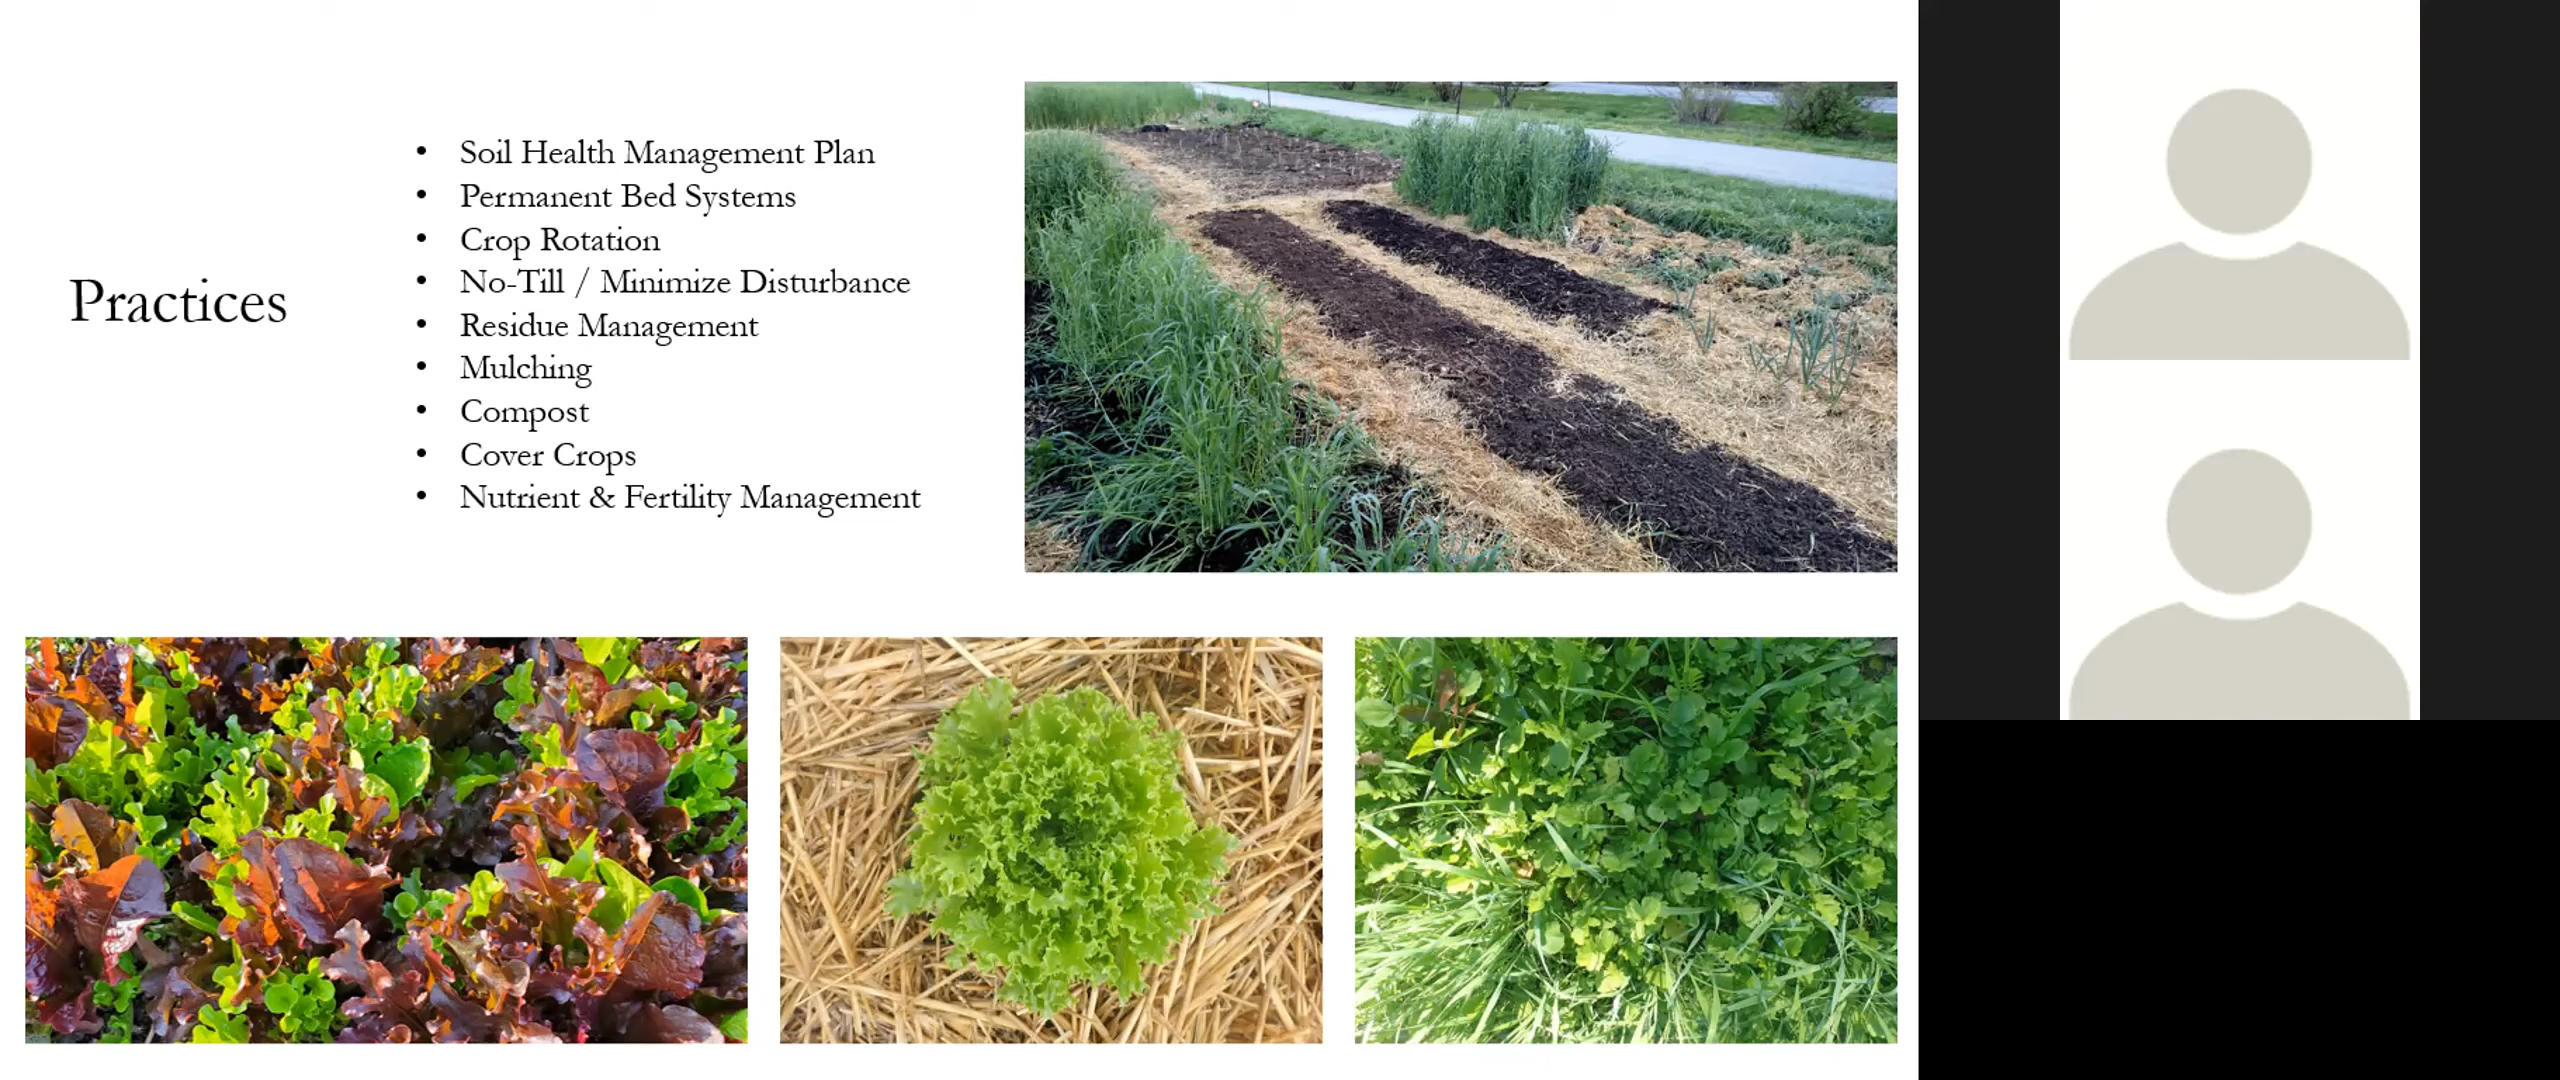 Practices
Soil Health Management Plan
Permanent Bed Systems
Crop Rotation
No-Till / Minimize Disturbance
Residue Management
Mulching
Compost
Cover Crops
Nutrient & Fertility Management